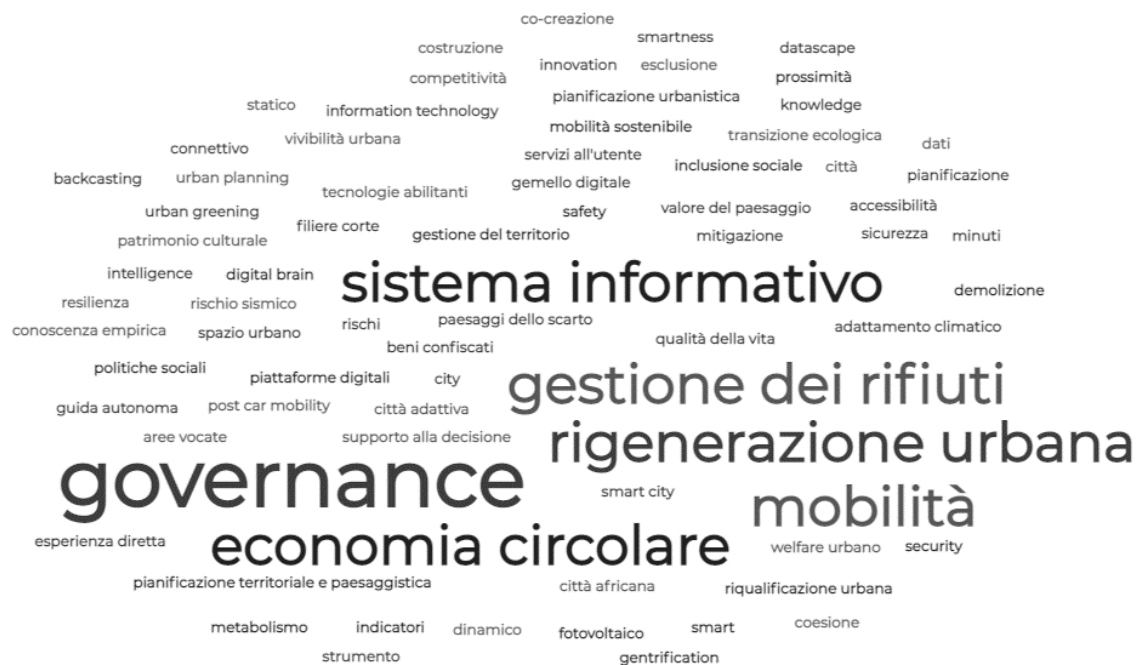 co-creazione
smartness
costruzione
datascape
innovation
esclusione
competitività
prossimità
pianificazione urbanistica
statico
information technology
knowledge
mobilità sostenibile
vivibilità urbana
transizione ecologica
dati
connettivo
servizi all'utente
inclusione sociale
città
backcasting
urban planning
gemello digitale
pianificazione
tecnologie abilitanti
urban greening
safety
valore del paesaggio
accessibilità
filiere corte
patrimonio culturale
gestione del territorio
mitigazione
sicurezza
minuti
intelligence
digital brain
sistema informativo
demolizione
resilienza
rischio sismico
conoscenza empirica
spazio urbano
rischi
paesaggi dello scarto
adattamento climatico
beni confiscati
qualità della vita
politiche sociali
piattaforme digitali
city
gestione dei rifiuti
guida autonoma
post car mobility
città adattiva
aree vocate
supporto alla decisione
rigenerazione urbana
governance
smart city
mobilità
esperienza diretta
economia circolare
welfare urbano
security
pianificazione territoriale e paesaggistica
città africana
riqualificazione urbana
metabolismo
indicatori
dinamico
fotovoltaico
smart
coesione
strumento
gentrification